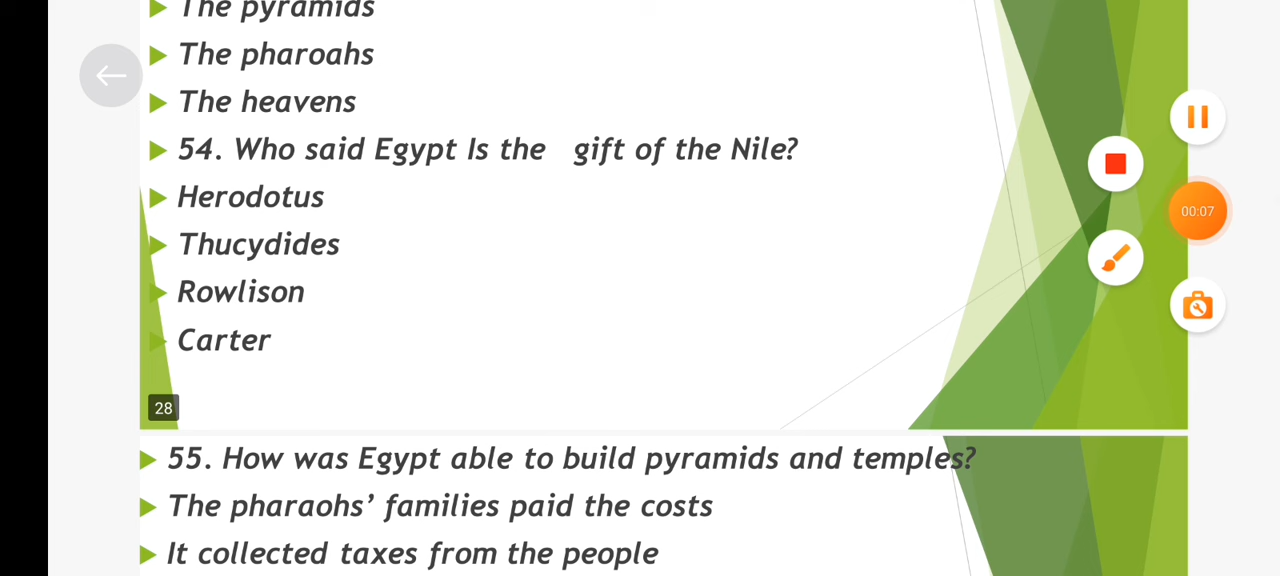 The pyramids
The pharoahs
The heavens
54. Who said Egypt Is the gift of the Nile?
Herodotus
Thucydides
Rowlison
Carter
28
55. How was Egypt able to build pyramids and temples?
The pharaohs’ families paid the costs
It collected taxes from the people
00:07